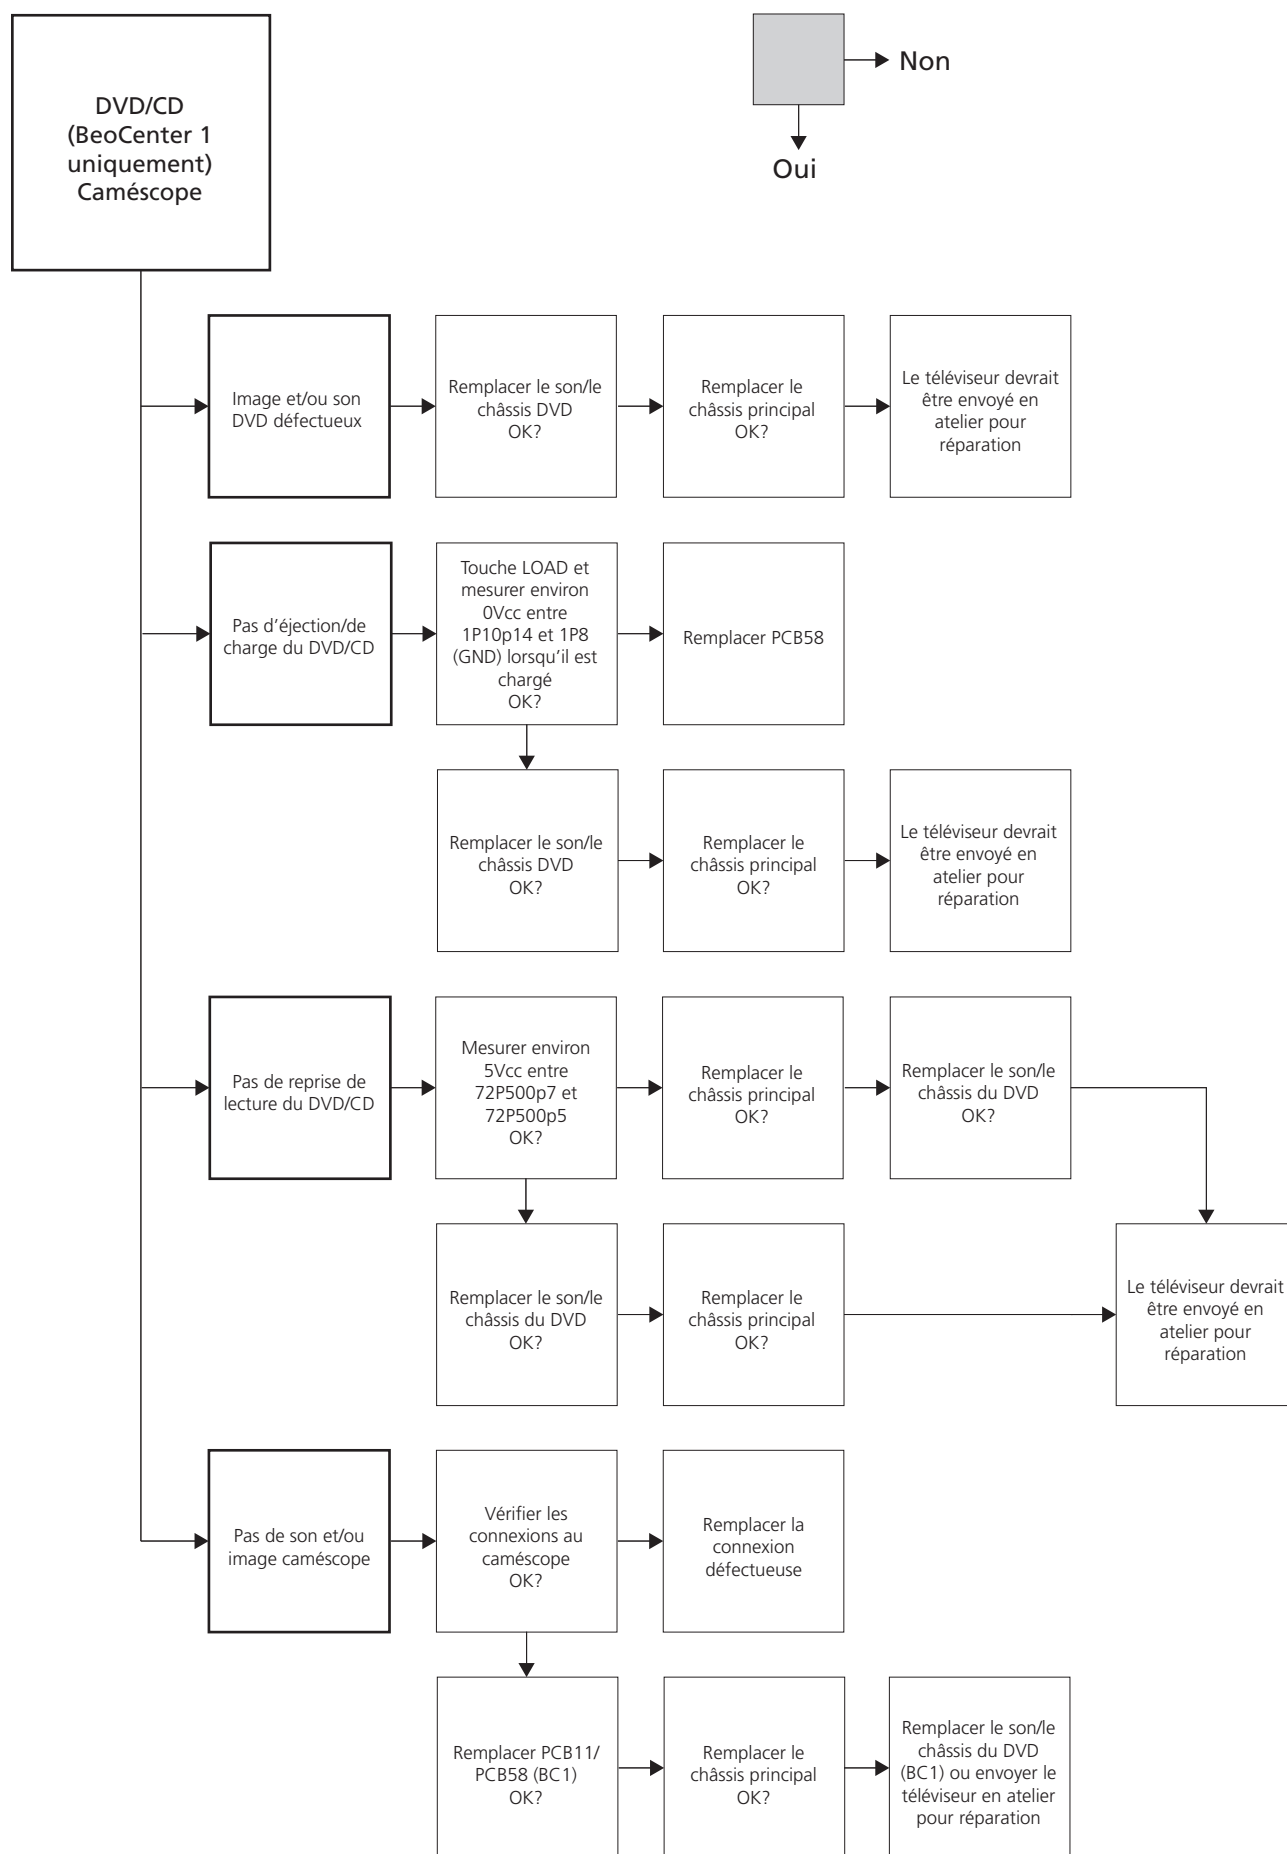 DVD/CD
(BeoCenter 1
uniquement)
Caméscope
Non
Oui
Image et/ou son
DVD défectueux
Remplacer le son/le
châssis DVD
OK?
Remplacer le
châssis principal
OK?
Le téléviseur devrait
être envoyé en
atelier pour
réparation
Pas d'éjection/de
charge du DVD/CD
Touche LOAD et
mesurer environ
0Vcc entre
1P10p14 et 1P8
(GND) lorsqu'il est
chargé
OK?
Remplacer PCB58
Remplacer le son/le
châssis DVD
OK?
Remplacer le
châssis principal
OK?
Le téléviseur devrait
être envoyé en
atelier pour
réparation
Pas de reprise de
lecture du DVD/CD
Mesurer environ
5Vcc entre
72P500p7 et
72P500p5
OK?
Remplacer le
châssis principal
OK?
Remplacer le son/le
châssis du DVD
OK?
Remplacer le son/le
châssis du DVD
OK?
Remplacer le
châssis principal
OK?
Le téléviseur devrait
être envoyé en
atelier pour
réparation
Pas de son et/ou
image caméscope
Vérifier les
connexions au
caméscope
OK?
Remplacer la
connexion
défectueuse
Remplacer PCB11/
PCB58 (BC1)
OK?
Remplacer le
châssis principal
OK?
Remplacer le son/le
châssis du DVD
(BC1) ou envoyer le
téléviseur en atelier
pour réparation